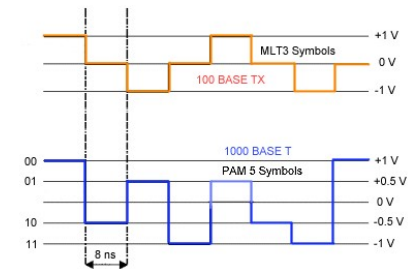 +1 V
MLT3 Symbols
0 V
100 BASE TX
-1 V
1000 BASE T
00
+1 V
PAM 5 Symbols
01
+0.5 V
0 V
10
-0.5 V
11
-1 V
8 ns